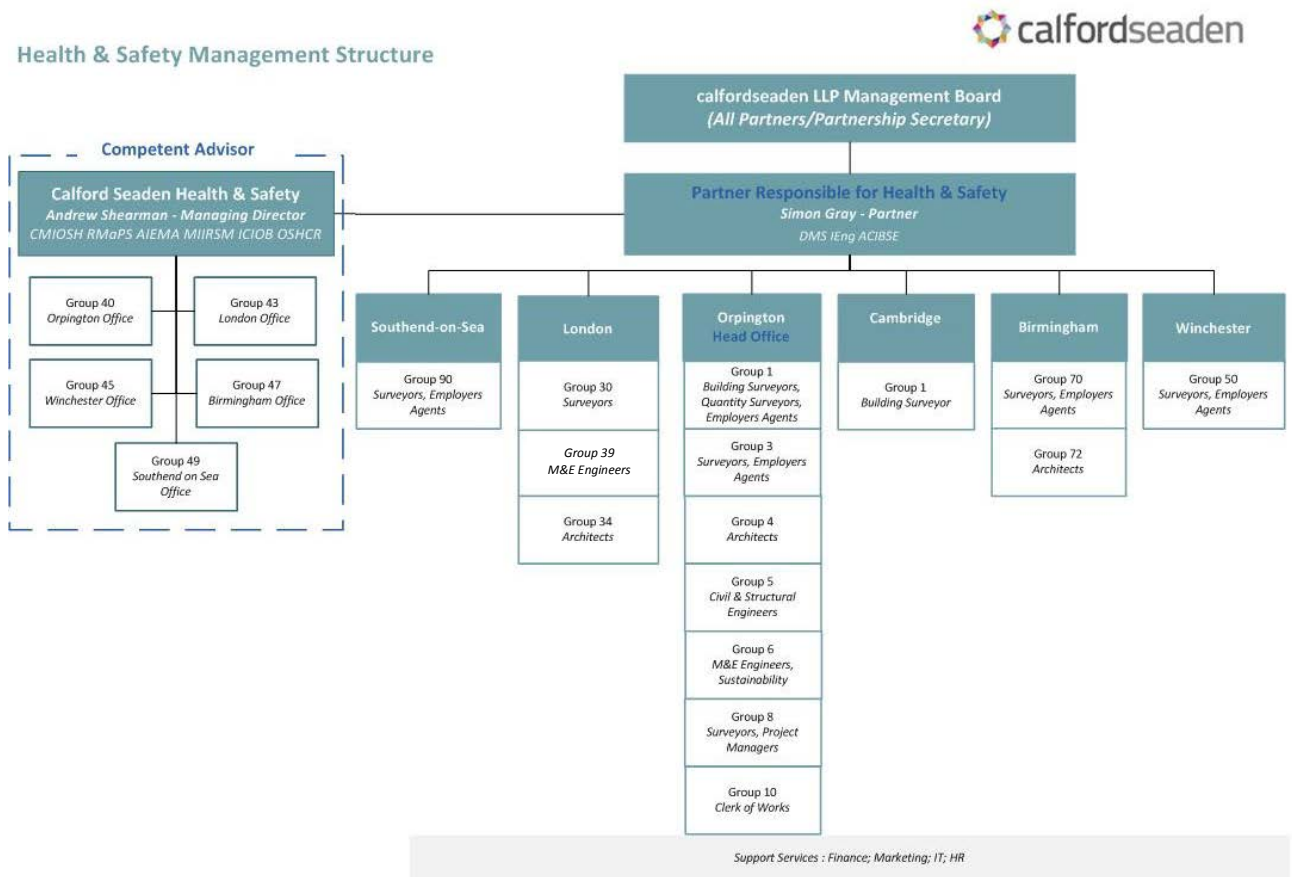 calfordseaden
Health & Safety Management Structure
calfordseaden LLP Management Board
(All Partners/Partnership Secretary)
Competent Advisor
Calford Seaden Health & Safety
Andrew Shearman - Managing Director
CMIOSH RMaPS AIEMA MIIRSM ICIOB OSHCR
Partner Responsible for Health & Safety
Simon Gray - Partner
DMS IEng ACIBSE
Group 40
Orpington Office
Group 43
London Office
Group 45
Winchester Office
Group 47
Birmingham Office
Group 49
Southend on Sea
Office
Southend-on-Sea
Group 90
Surveyors, Employers
Agents
London
Group 30
Surveyors
Group 39
M&E Engineers
Group 34
Architects
Orpington
Head Office
Group 1
Building Surveyors,
Quantity Surveyors,
Employers Agents
Group 3
Surveyors, Employers
Agents
Group 4
Architects
Group 5
Civil & Structural
Engineers
Group 6
M&E Engineers,
Sustainability
Group 8
Surveyors, Project
Managers
Group 10
Clerk of Works
Cambridge
Group 1
Building Surveyor
Birmingham
Group 70
Surveyors, Employers
Agents
Group 72
Architects
Winchester
Group 50
Surveyors, Employers
Agents
Support Services : Finance; Marketing; IT; HR